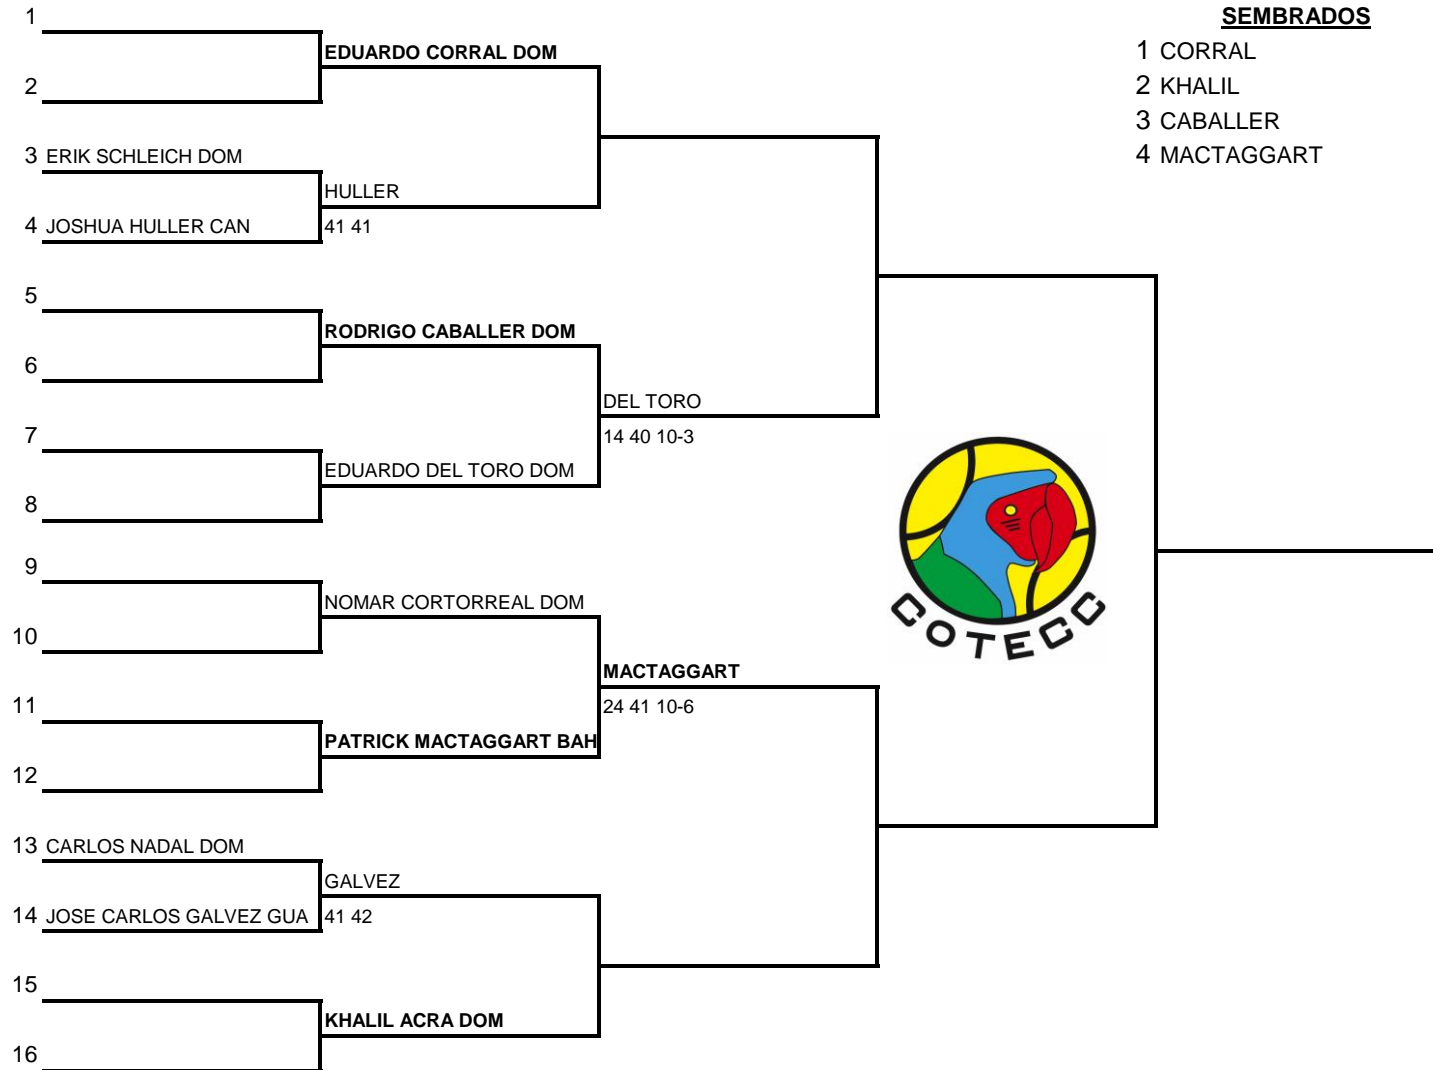 1
SEMBRADOS
EDUARDO CORRAL DOM
1 CORRAL
2
2 KHALIL
3 CABALLER
3 ERIK SCHLEICH DOM
4 MACTAGGART
HULLER
4 JOSHUA HULLER CAN
41 41
5
RODRIGO CABALLER DOM
6
DEL TORO
7
14 40 10-3
EDUARDO DEL TORO DOM
8
9
NOMAR CORTORREAL DOM
10
COTECC
MACTAGGART
11
24 41 10-6
PATRICK MACTAGGART BAH
12
13 CARLOS NADAL DOM
GALVEZ
14 JOSE CARLOS GALVEZ GUA
41 42
15
KHALIL ACRA DOM
16